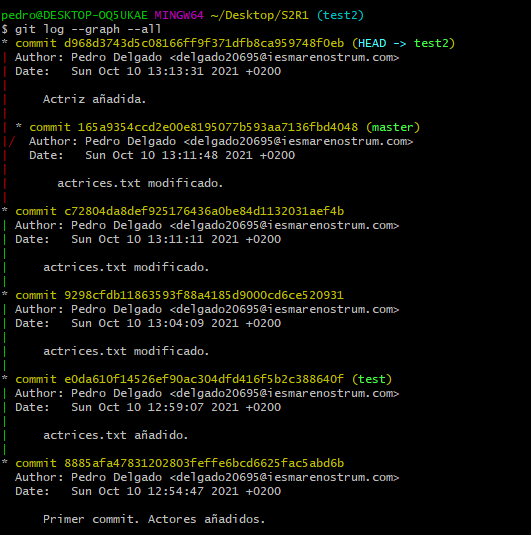 pedro@DESKTOP-OQ5UKAE MINGW64 ~/Desktop/S2R1 (test2)
$ git log --graph --all
* commit d968d3743d5c08166ff9f371dfb8ca959748f0eb (HEAD -> test2)
| Author: Pedro Delgado <delgado20695@iesmarenostrum.com>
| Date:   Sun Oct 10 13:13:31 2021 +0200
|
|     Actriz añadida.
|
| * commit 165a9354ccd2e00e8195077b593aa7136fbd4048 (master)
|/  Author: Pedro Delgado <delgado20695@iesmarenostrum.com>
|   Date:   Sun Oct 10 13:11:48 2021 +0200
|
|       actrices.txt modificado.
|
* commit c72804da8def925176436a0be84d1132031aef4b
| Author: Pedro Delgado <delgado20695@iesmarenostrum.com>
| Date:   Sun Oct 10 13:11:11 2021 +0200
|
|     actrices.txt modificado.
|
* commit 9298cfdb11863593f88a4185d9000cd6ce520931
| Author: Pedro Delgado <delgado20695@iesmarenostrum.com>
| Date:   Sun Oct 10 13:04:09 2021 +0200
|
|     actrices.txt modificado.
|
* commit e0da610f14526ef90ac304dfd416f5b2c388640f (test)
| Author: Pedro Delgado <delgado20695@iesmarenostrum.com>
| Date:   Sun Oct 10 12:59:07 2021 +0200
|
|     actrices.txt añadido.
|
* commit 8885afa47831202803feffe6bcd6625fac5abd6b
  Author: Pedro Delgado <delgado20695@iesmarenostrum.com>
  Date:   Sun Oct 10 12:54:47 2021 +0200

      Primer commit. Actores añadidos.